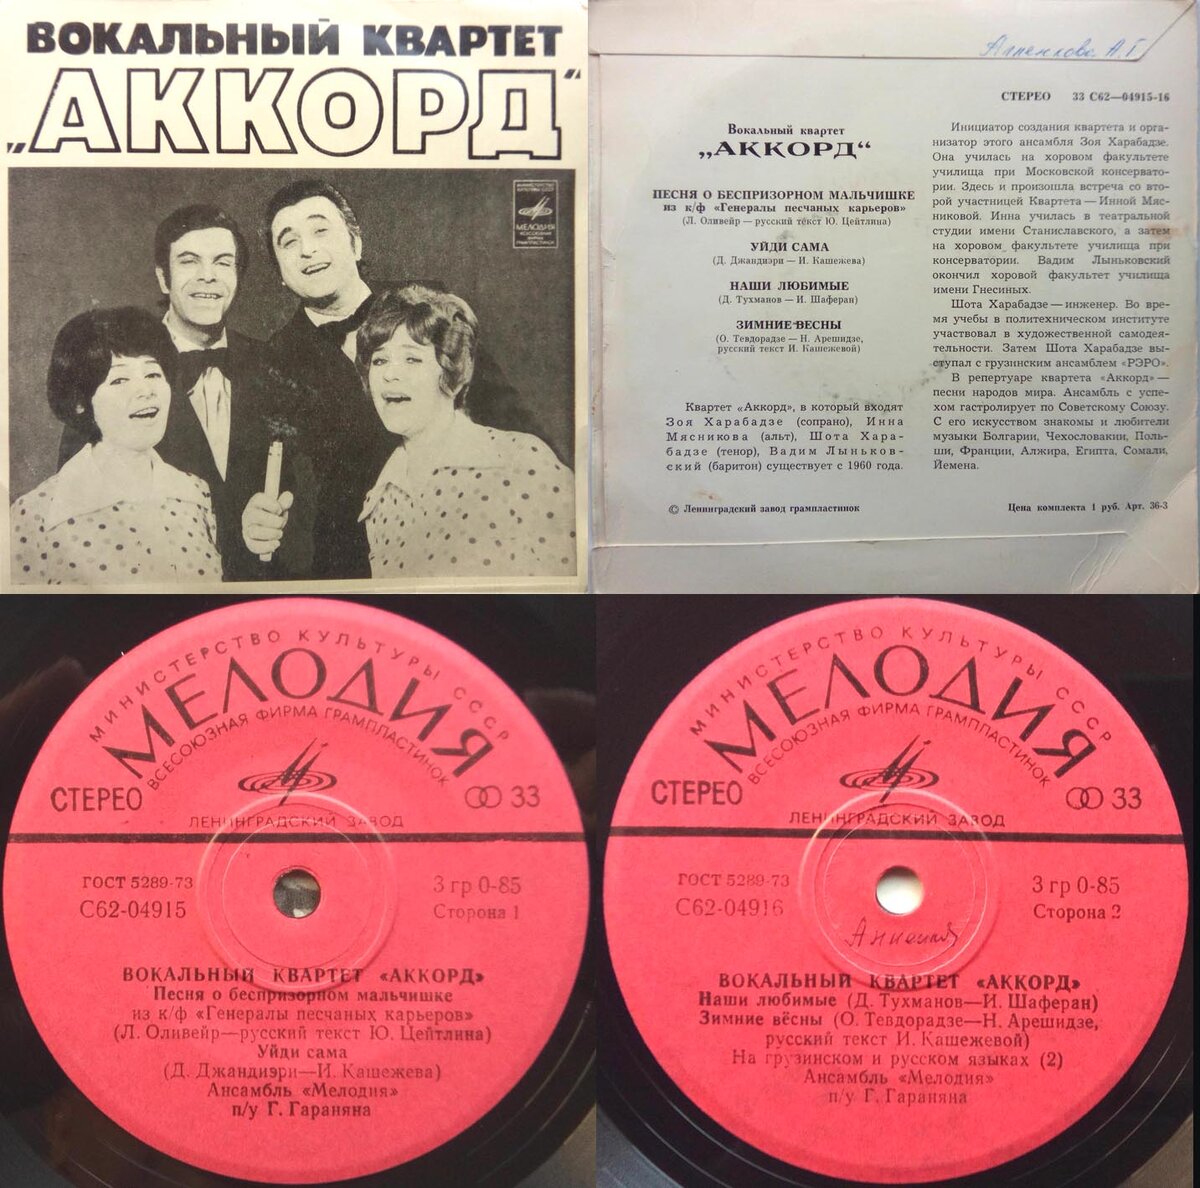 ВОКАЛЬНЫЙ КВАРТЕТ
„АККОРД“
МИНИСТЕРСТВО
КУЛЬТУРЫ СССР
МЕЛОДИЯ
ВСЕСОЮЗНАЯ
ФИРМА
ГРАМПЛАСТИНОК
А. Г.
СТЕРЕО 33 С62—04915-16
Вокальный квартет
„АККОРД“
ПЕСНЯ О БЕСПРИЗОРНОМ МАЛЬЧИШКЕ
из к/ф «Генералы песчаных карьеров»
(Л. Оливейр — русский текст Ю. Цейтлина)
УЙДИ САМА
(Д. Джандиэри — И. Кашежева)
НАШИ ЛЮБИМЫЕ
(Д. Тухманов — И. Шаферан)
ЗИМНИЕ ВЕСНЫ
(О. Тевдорадзе — Н. Арешидзе,
русский текст И. Кашежевой)
Квартет «Аккорд», в который входят
Зоя Харабадзе (сопрано), Инна
Мясникова (альт), Шота Хара-
бадзе (тенор), Вадим Лыньков-
ский (баритон) существует с 1960 года.
Инициатор создания квартета и орга-
низатор этого ансамбля Зоя Харабадзе.
Она училась на хоровом факультете
училища при Московской консервато-
рии. Здесь и произошла встреча со вто-
рой участницей Квартета — Инной Мяс-
никовой. Инна училась в театральной
студии имени Станиславского, а затем
на хоровом факультете училища при
консерватории. Вадим Лыньковский
окончил хоровой факультет училища
имени Гнесиных.
Шота Харабадзе — инженер. Во вре-
мя учебы в политехническом институте
участвовал в художественной самодея-
тельности. Затем Шота Харабадзе вы-
ступал с грузинским ансамблем «РЭРО».
В репертуаре квартета «Аккорд» —
песни народов мира. Ансамбль с успе-
хом гастролирует по Советскому Союзу.
С его искусством знакомы и любители
музыки Болгарии, Чехословакии, Поль-
ши, Франции, Алжира, Египта, Сомали,
Йемена.
© Ленинградский завод грампластинок
Цена комплекта 1 руб. Арт. 36-3
МИНИСТЕРСТВО КУЛЬТУРЫ СССР
МЕЛОДИЯ
ВСЕСОЮЗНАЯ ФИРМА ГРАМПЛАСТИНОК
СТЕРЕО
33
ЛЕНИНГРАДСКИЙ ЗАВОД
ГОСТ 5289-73
С62-04915
3 гр 0-85
Сторона 1
ВОКАЛЬНЫЙ КВАРТЕТ «АККОРД»
Песня о беспризорном мальчишке
из к/ф «Генералы песчаных карьеров»
(Л. Оливейр—русский текст Ю. Цейтлина)
Уйди сама
(Д. Джандиэри—И. Кашежева)
Ансамбль «Мелодия»
п/у Г. Гараняна
МИНИСТЕРСТВО КУЛЬТУРЫ СССР
МЕЛОДИЯ
ВСЕСОЮЗНАЯ ФИРМА ГРАМПЛАСТИНОК
СТЕРЕО
33
ЛЕНИНГРАДСКИЙ ЗАВОД
ГОСТ 5289-73
С62-04916
3 гр 0-85
Сторона 2
ВОКАЛЬНЫЙ КВАРТЕТ «АККОРД»
Наши любимые (Д. Тухманов—И. Шаферан)
Зимние вёсны (О. Тевдорадзе—Н. Арешидзе,
русский текст И. Кашежевой)
На грузинском и русском языках (2)
Ансамбль «Мелодия»
п/у Г. Гараняна